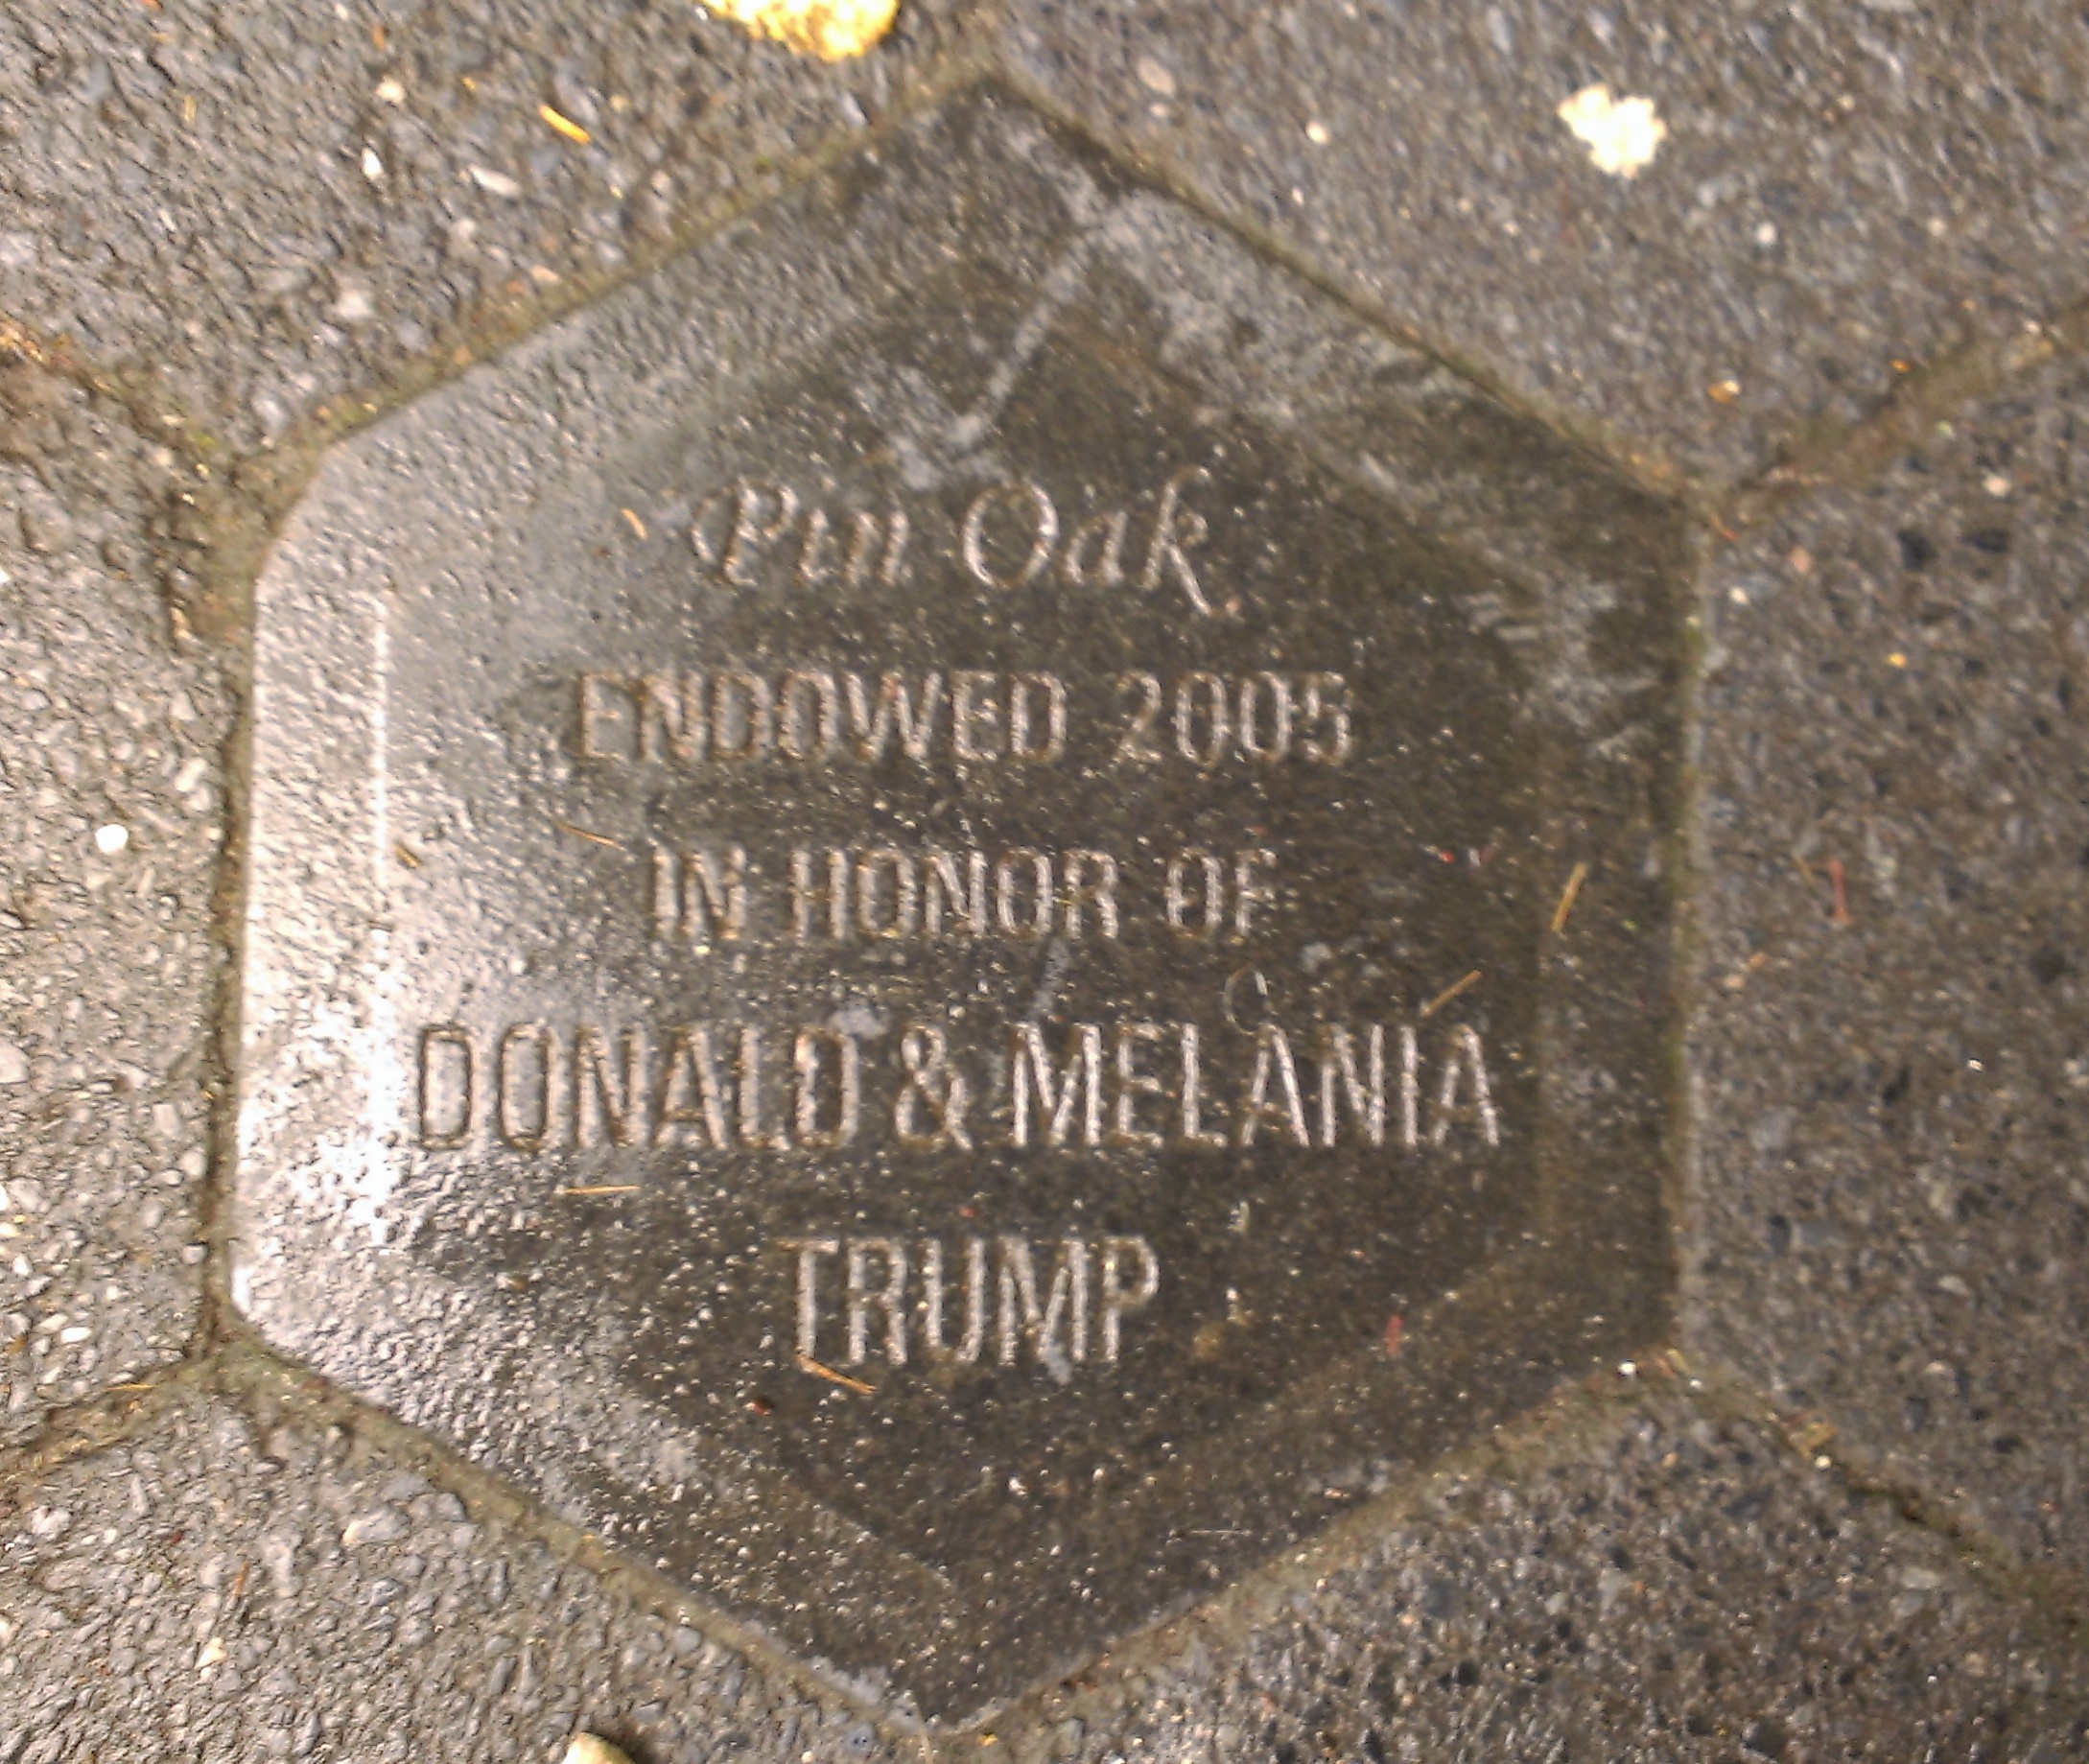 Pin Oak
ENDOWED 2005
IN HONOR OF
DONALD & MELANIA
TRUMP